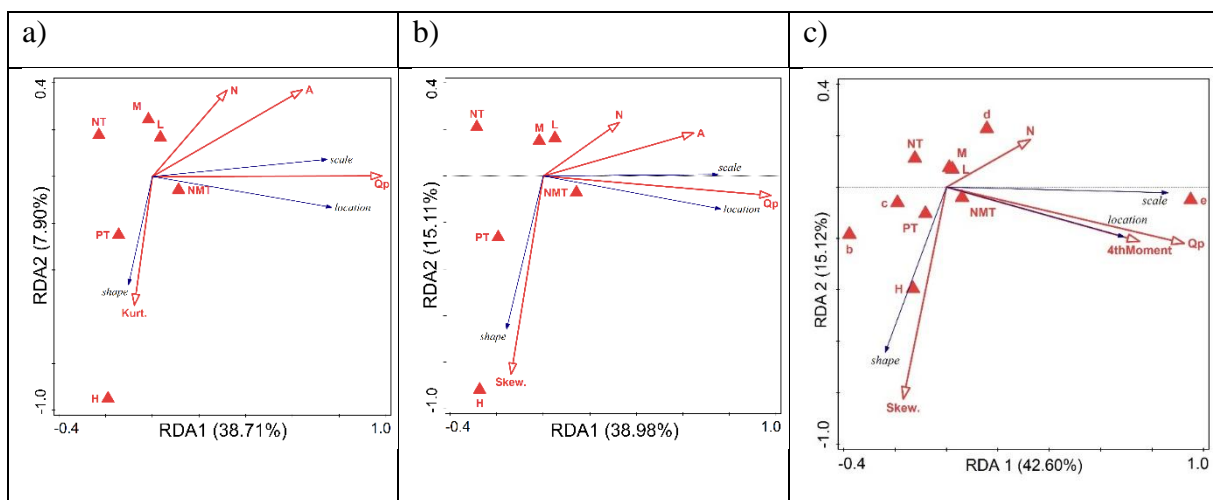 a)
b)
c)
0.4
N
A
M
L
NT
scale
Qp
NMT
location
PT
shape
Kurt.
H
RDA2 (7.90%)
-1.0
-0.4
RDA1 (38.71%)
1.0
0.4
NT
N
M
L
A
scale
Qp
NMT
location
PT
shape
Skew.
H
RDA2 (15.11%)
-1.0
-0.4
RDA1 (38.98%)
1.0
0.4
d
N
NT
M
L
scale
e
c
NMT
PT
location
b
4thMoment
Qp
H
shape
Skew.
RDA 2 (15.12%)
-1.0
-0.4
RDA 1 (42.60%)
1.0